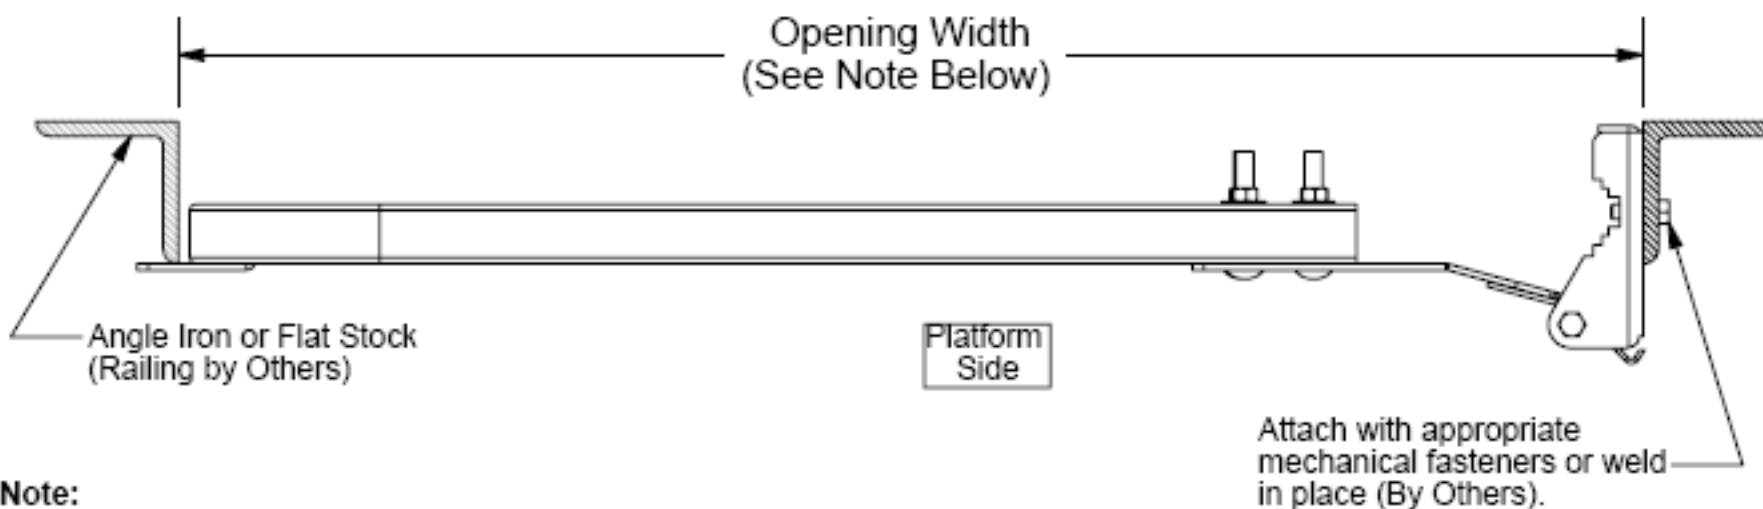 Opening Width
(See Note Below)
Angle Iron or Flat Stock
(Railing by Others)
Platform
Side
Attach with appropriate
mechanical fasteners or weld
in place (By Others).
Note: